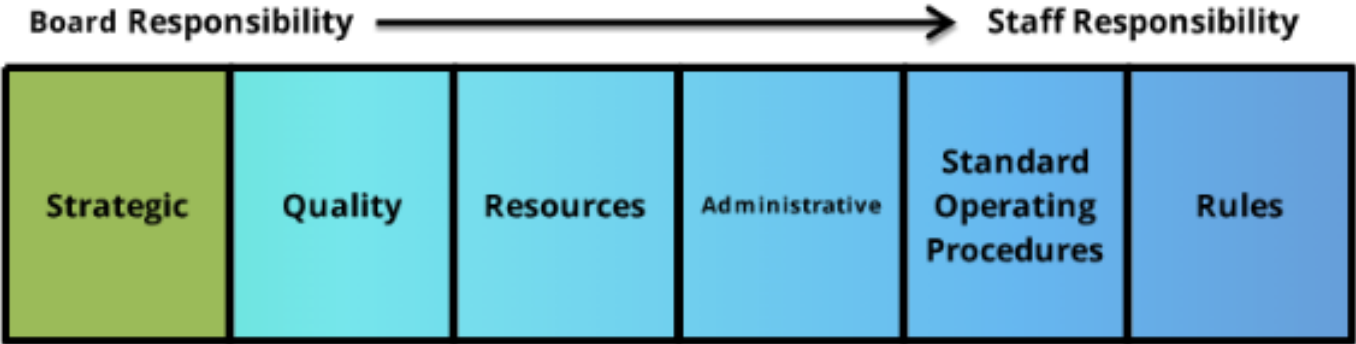 Board Responsibility
Staff Responsibility
Strategic
Quality
Resources
Administrative
Standard
Operating
Procedures
Rules